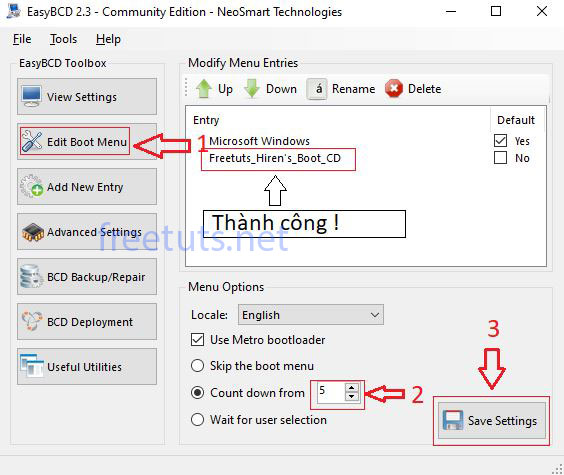 EasyBCD 2.3 - Community Edition - NeoSmart Technologies
File Tools Help
EasyBCD Toolbox
View Settings
Edit Boot Menu
1
Add New Entry
Advanced Settings
BCD Backup/Repair
BCD Deployment
Useful Utilities
Modify Menu Entries
Up Down á Rename Delete
Entry Default
Microsoft Windows Yes
Freetuts_Hiren's_Boot_CD No
Thành công !
freetuts.net
Menu Options
Locale: English
Use Metro bootloader
Skip the boot menu
Count down from 5 2
Wait for user selection
3
Save Settings